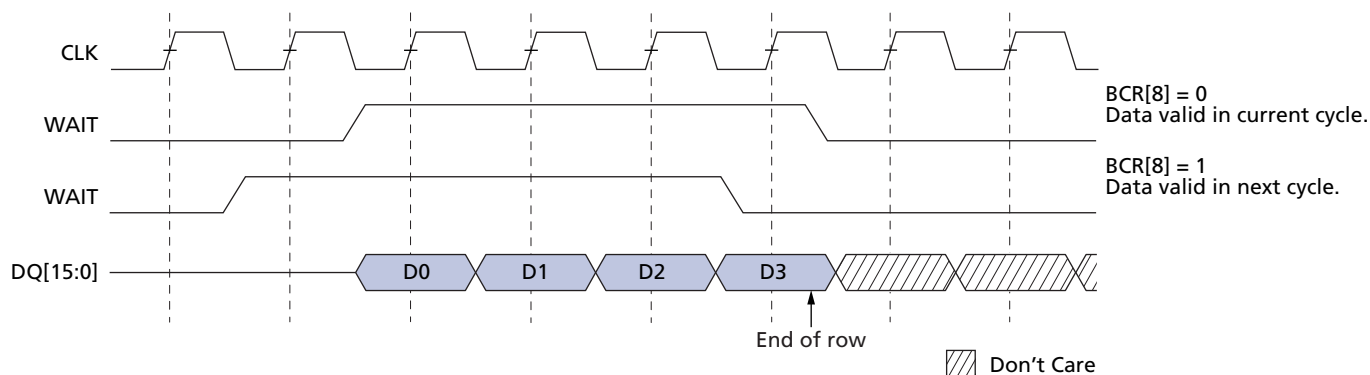 CLK
BCR[8] = 0
Data valid in current cycle.
WAIT
BCR[8] = 1
Data valid in next cycle.
WAIT
DQ[15:0]
D0
D1
D2
D3
End of row
Don't Care